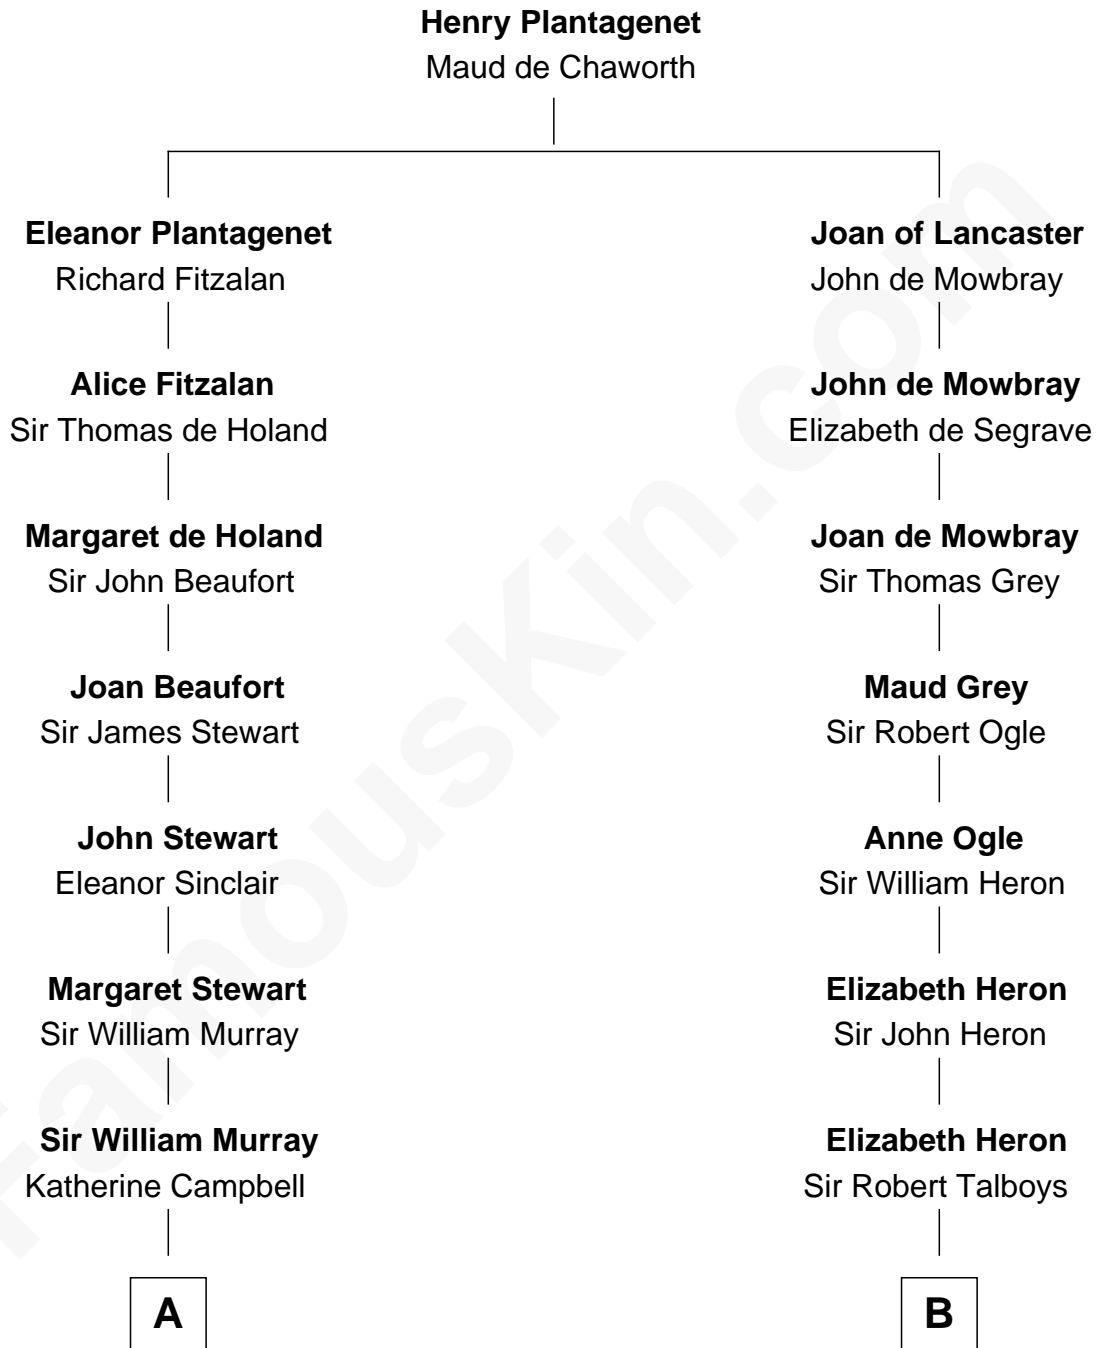 Henry Plantagenet
Maud de Chaworth
Eleanor Plantagenet
Richard Fitzalan
Joan of Lancaster
John de Mowbray
Alice Fitzalan
Sir Thomas de Holand
John de Mowbray
Elizabeth de Segrave
Margaret de Holand
Sir John Beaufort
Joan de Mowbray
Sir Thomas Grey
Joan Beaufort
Sir James Stewart
Maud Grey
Sir Robert Ogle
John Stewart
Eleanor Sinclair
Anne Ogle
Sir William Heron
Margaret Stewart
Sir William Murray
Elizabeth Heron
Sir John Heron
Sir William Murray
Katherine Campbell
Elizabeth Heron
Sir Robert Talboys
A
B
FamousKin.com